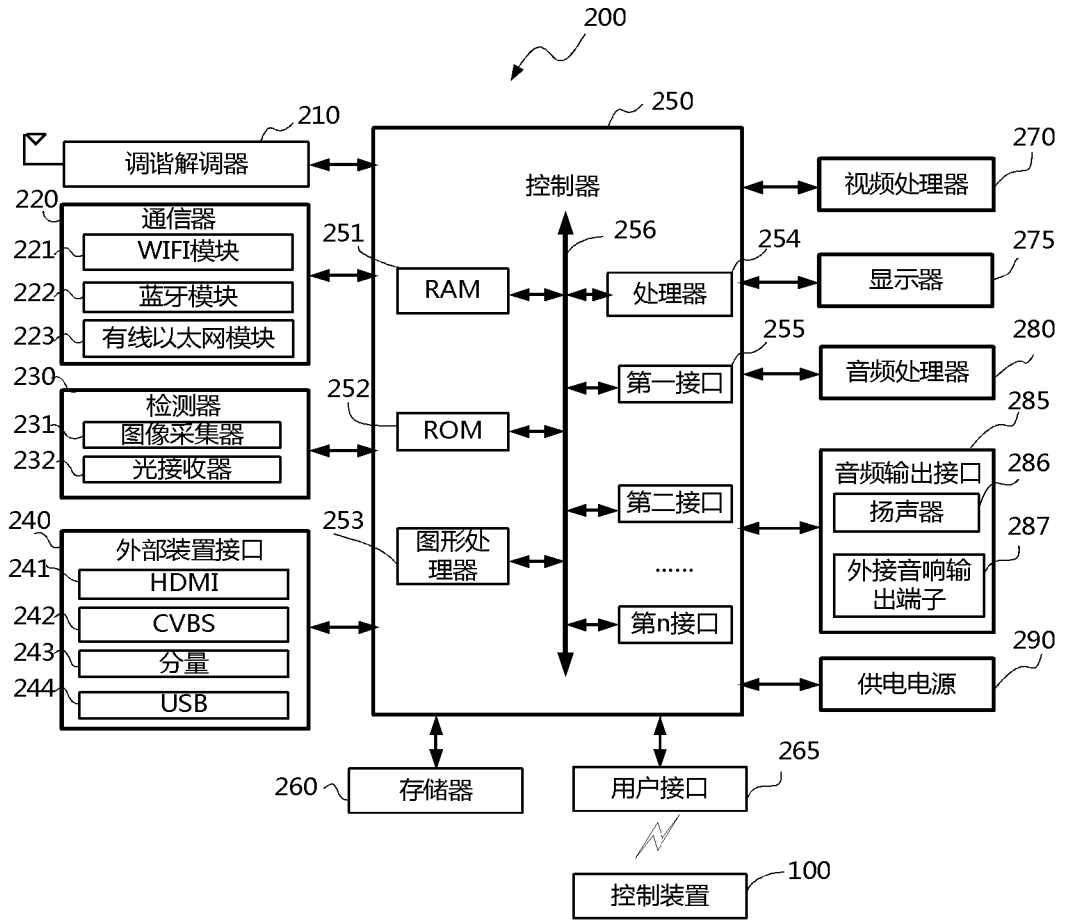 200
210
调谐解调器
220
通信器
221
WIFI模块
222
蓝牙模块
223
有线以太网模块
230
检测器
231
图像采集器
232
光接收器
240
外部装置接口
241
HDMI
242
CVBS
243
分量
244
USB
250
控制器
251
RAM
252
ROM
253
图形处
理器
256
254
处理器
255
第一接口
第二接口
……
第n接口
270
视频处理器
275
显示器
280
音频处理器
285
音频输出接口
286
扬声器
287
外接音响输
出端子
290
供电电源
260
存储器
265
用户接口
100
控制装置